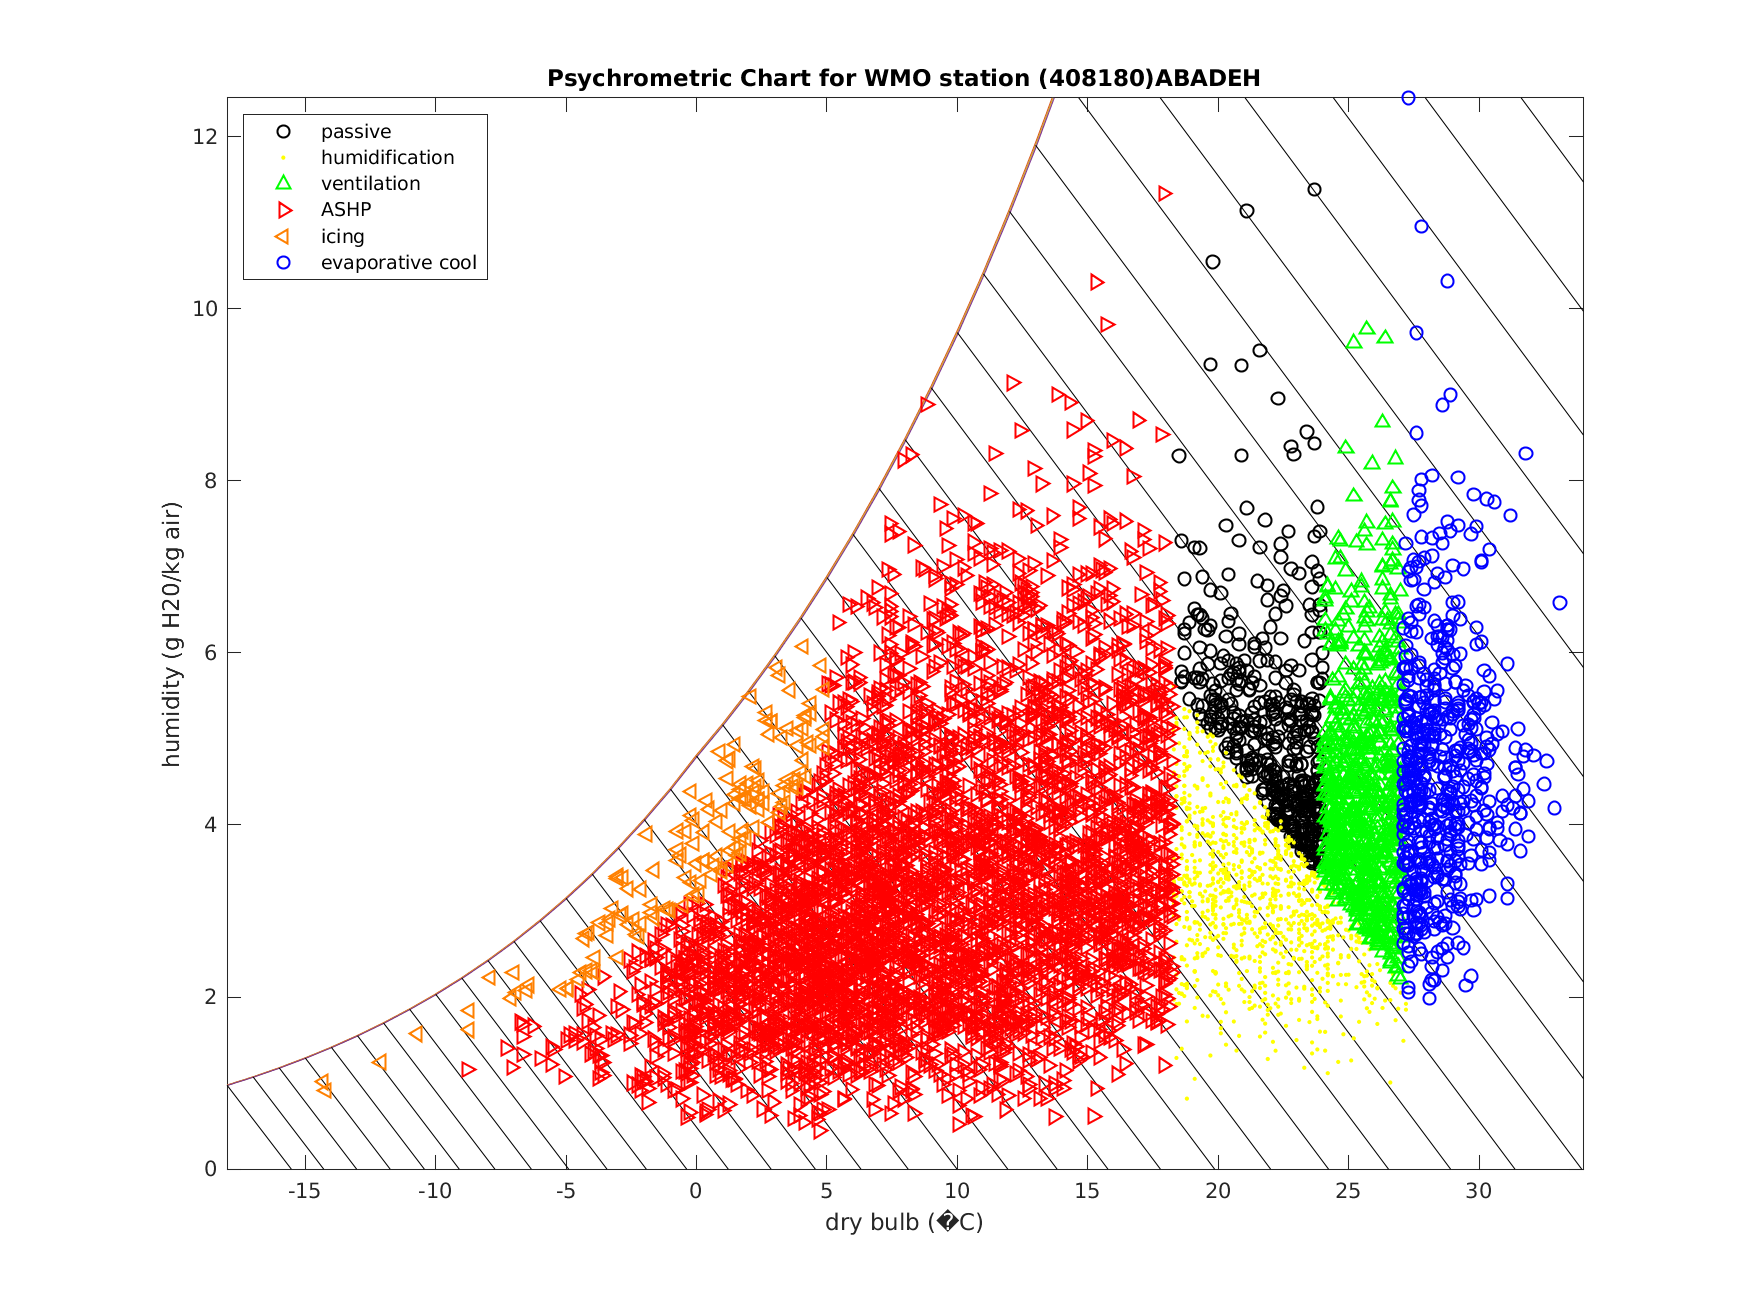 Psychrometric Chart for WMO station (408180)ABADEH
passive
humidification
ventilation
ASHP
icing
evaporative cool
humidity (g H20/kg air)
12
10
8
6
4
2
0
-15 -10 -5 0 5 10 15 20 25 30
dry bulb (�C)